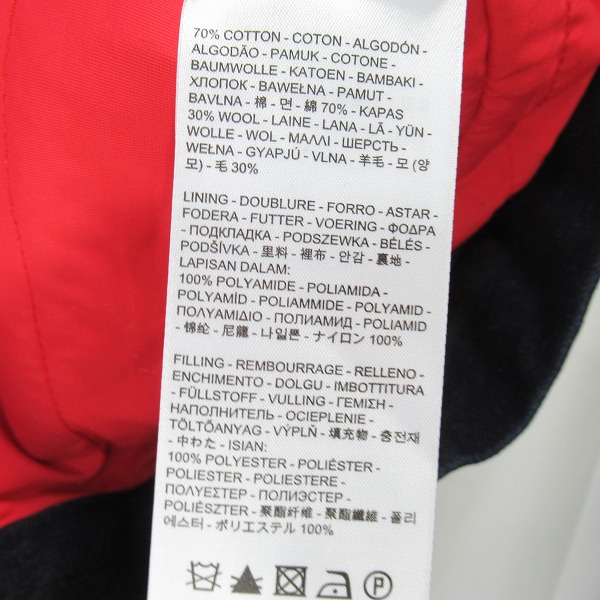 70% COTTON - COTON - ALGODÓN -
ALGODÃO - PAMUK - COTONE -
BAUMWOLLE - KATOEN - BAMBAKI -
ХЛОПОК - BAWEŁNA - PAMUT -
BAVLNA - 棉 - 면 - 綿 70% - KAPAS
30% WOOL - LAINE - LANA - LÃ - YÜN -
WOLLE - WOL - ΜΑΛΛΙ - ШЕРСТЬ -
WEŁNA - GYAPJÚ - VLNA - 羊毛 - 모 (양
모) - 毛 30%
LINING - DOUBLURE - FORRO - ASTAR -
FODERA - FUTTER - VOERING - ΦΟΔΡΑ
- ПОДКЛАДКА - PODSZEWKA - BÉLÉS -
PODŠÍVKA - 里料 - 裡布 - 안감 - 裏地 -
LAPISAN DALAM:
100% POLYAMIDE - POLIAMIDA -
POLYAMÍD - POLIAMMIDE - POLYAMID -
ΠΟΛΥΑΜΙΔΙΟ - ПОЛИАМИД - POLIAMID
- 锦纶 - 尼龍 - 나일론 - ナイロン 100%
FILLING - REMBOURRAGE - RELLENO -
ENCHIMENTO - DOLGU - IMBOTTITURA
- FÜLLSTOFF - VULLING - ΓΕΜΙΣΗ -
НАПОЛНИТЕЛЬ - OCIEPLENIE -
TÖLTŐANYAG - VÝPLŇ - 填充物 - 충전재
- 中わた - ISIAN:
100% POLYESTER - POLIÉSTER -
POLIESTER - POLIESTERE -
ΠΟΛΥΕΣΤΕΡ - ПОЛИЭСТЕР -
POLIÉSZTER - 聚酯纤维 - 聚酯纖維 - 폴리
에스터 - ポリエステル 100%
P